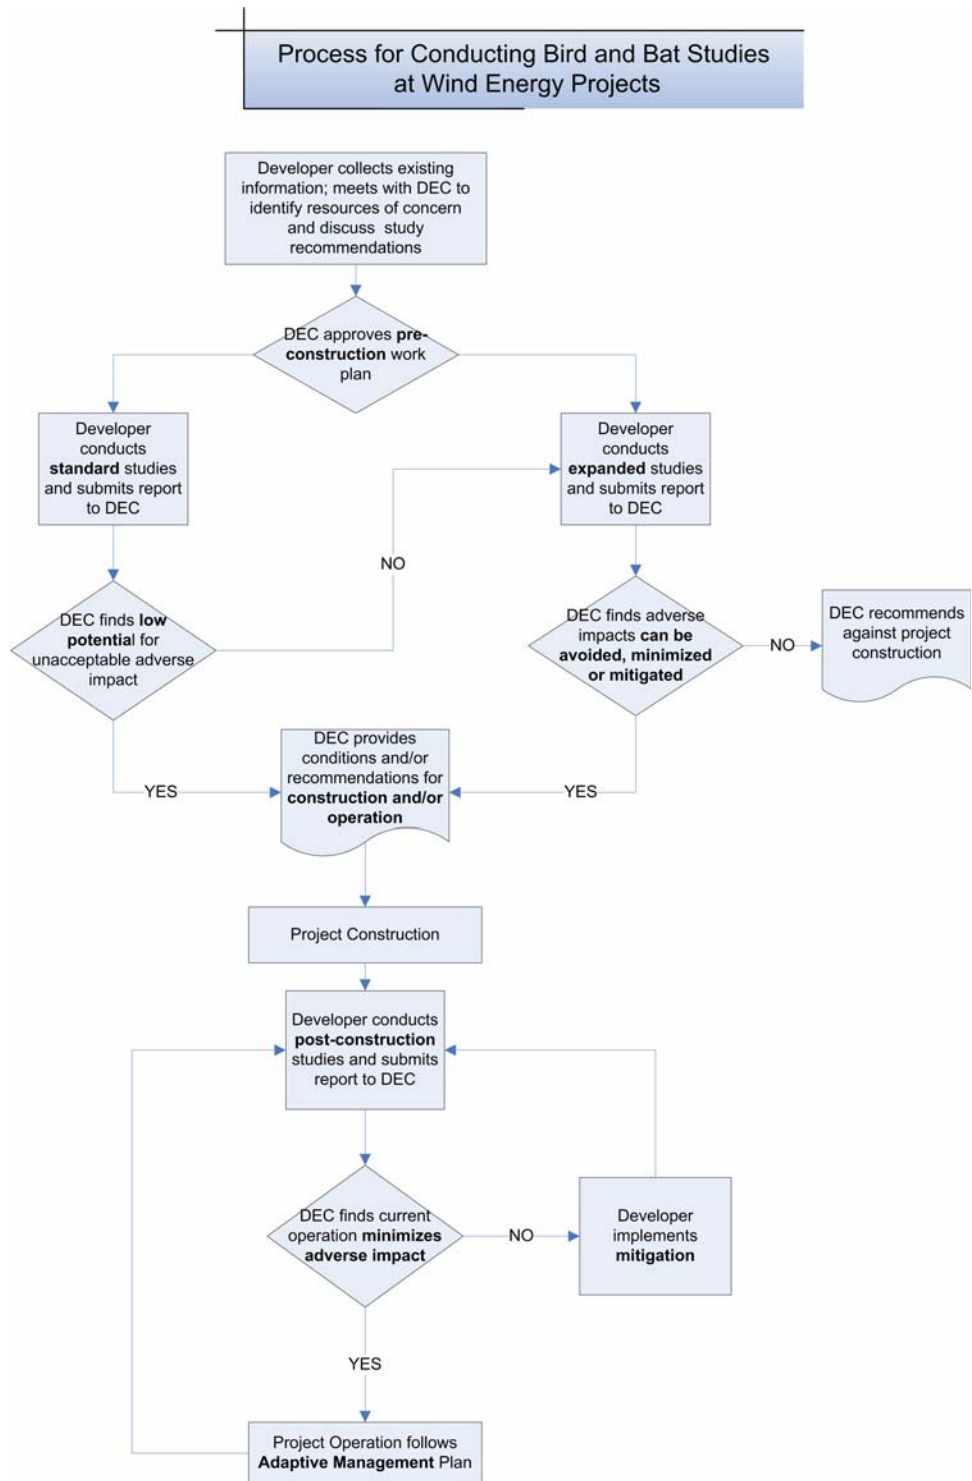 Process for Conducting Bird and Bat Studies
at Wind Energy Projects
Developer collects existing
information; meets with DEC to
identify resources of concern
and discuss study
recommendations
DEC approves pre-
construction work
plan
Developer
conducts
standard studies
and submits report
to DEC
Developer
conducts
expanded studies
and submits report
to DEC
NO
DEC finds low
potential for
unacceptable adverse
impact
DEC finds adverse
impacts can be
avoided, minimized
or mitigated
NO
DEC recommends
against project
construction
YES
DEC provides
conditions and/or
recommendations for
construction and/or
operation
YES
Project Construction
Developer conducts
post-construction
studies and submits
report to DEC
DEC finds current
operation minimizes
adverse impact
NO
Developer
implements
mitigation
YES
Project Operation follows
Adaptive Management Plan